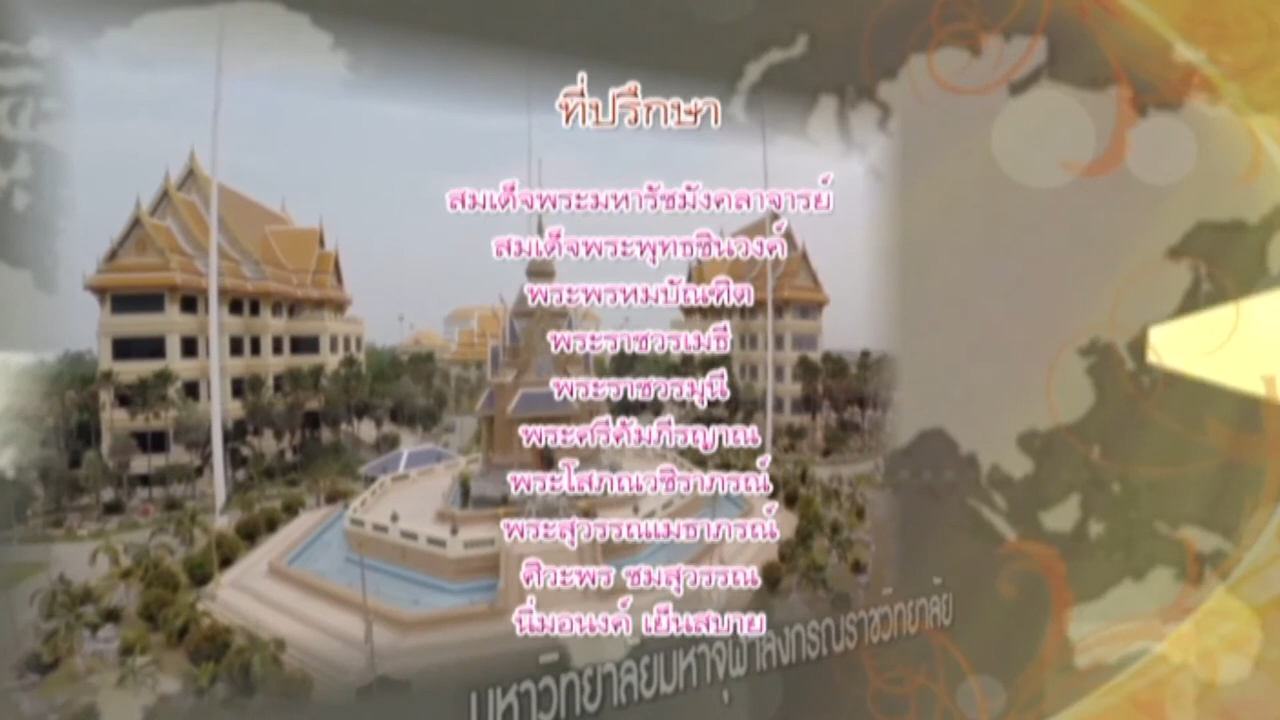 ที่ปรึกษา
สมเด็จพระมหารัชมังคลาจารย์
สมเด็จพระพุทธชินวงศ์
พระพรหมบัณฑิต
พระราชวรเมธี
พระราชวรมุนี
พระศรีคัมภีรญาณ
พระโสภณวชิราภรณ์
พระสุวรรณเมธาภรณ์
ศิวะพร ชมสุวรรณ
นิ่มอนงค์ เย็นสบาย
มหาวิทยาลัยมหาจุฬาลงกรณราชวิทยาลัย